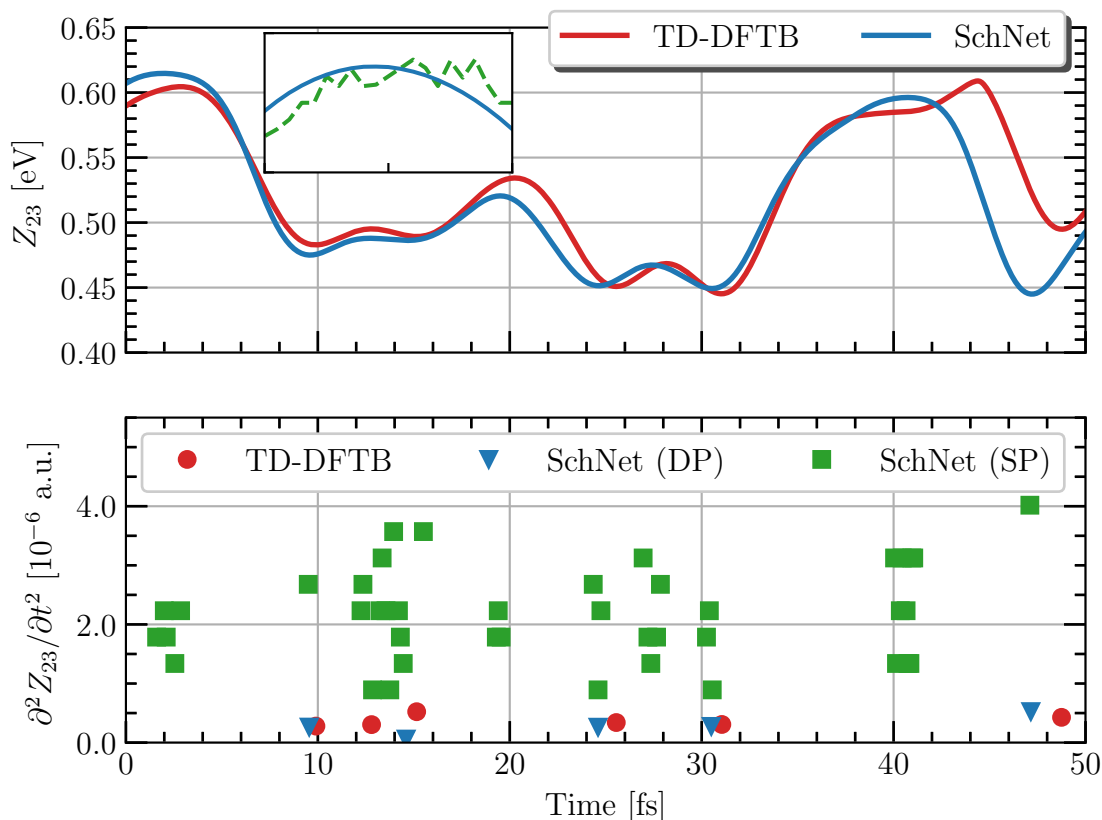 0.65
0.60
0.55
0.50
0.45
0.40
Z₂₃ [eV]
TD-DFTB SchNet
TD-DFTB SchNet (DP) SchNet (SP)
4.0
2.0
0.0
∂²Z₂₃/∂t² [10⁻⁶ a.u.]
0 10 20 30 40 50
Time [fs]